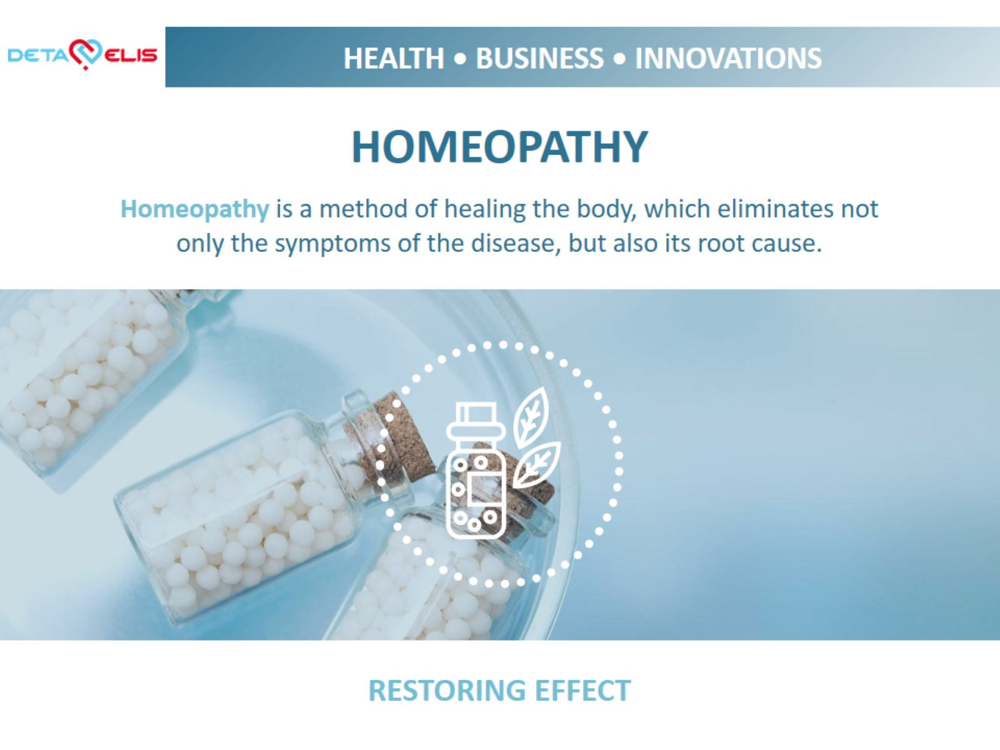 DETA ELIS
HEALTH • BUSINESS • INNOVATIONS
HOMEOPATHY
Homeopathy is a method of healing the body, which eliminates not
only the symptoms of the disease, but also its root cause.
RESTORING EFFECT